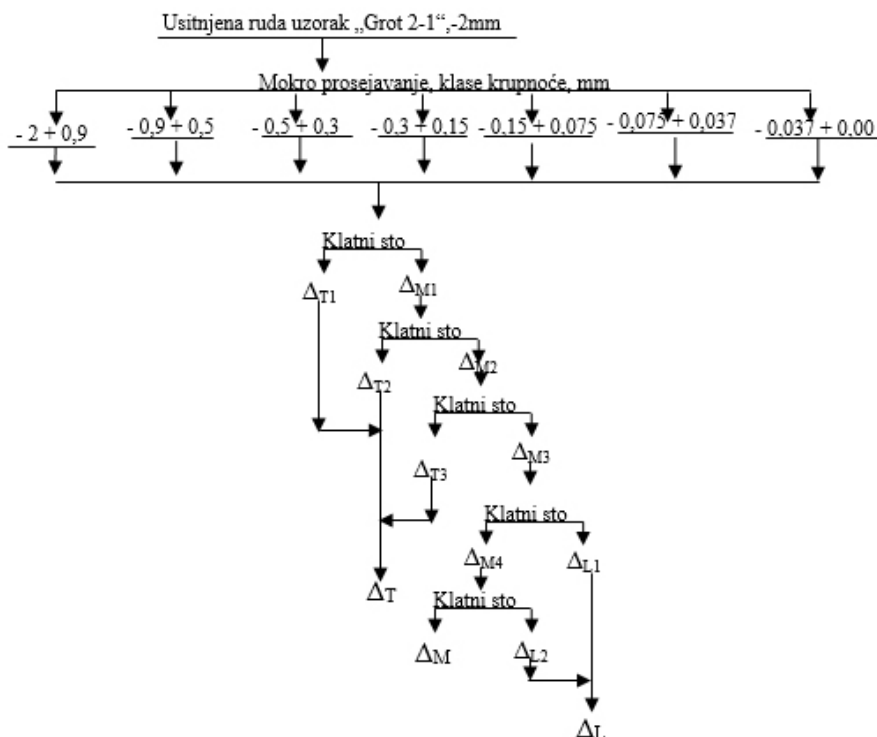 Usitnjena ruda uzorak „Grot 2-1“,-2mm
Mokro prosejavanje, klase krupnoće, mm
- 2 + 0,9 - 0,9 + 0,5 - 0,5 + 0,3 - 0,3 + 0,15 - 0,15 + 0,075 - 0,075 + 0,037 - 0,037 + 0,00
Klatni sto
ΔT1 ΔM1
Klatni sto
ΔT2 ΔM2
Klatni sto
ΔT3 ΔM3
Klatni sto
ΔM4 ΔL1
ΔT
Klatni sto
ΔM ΔL2
ΔL